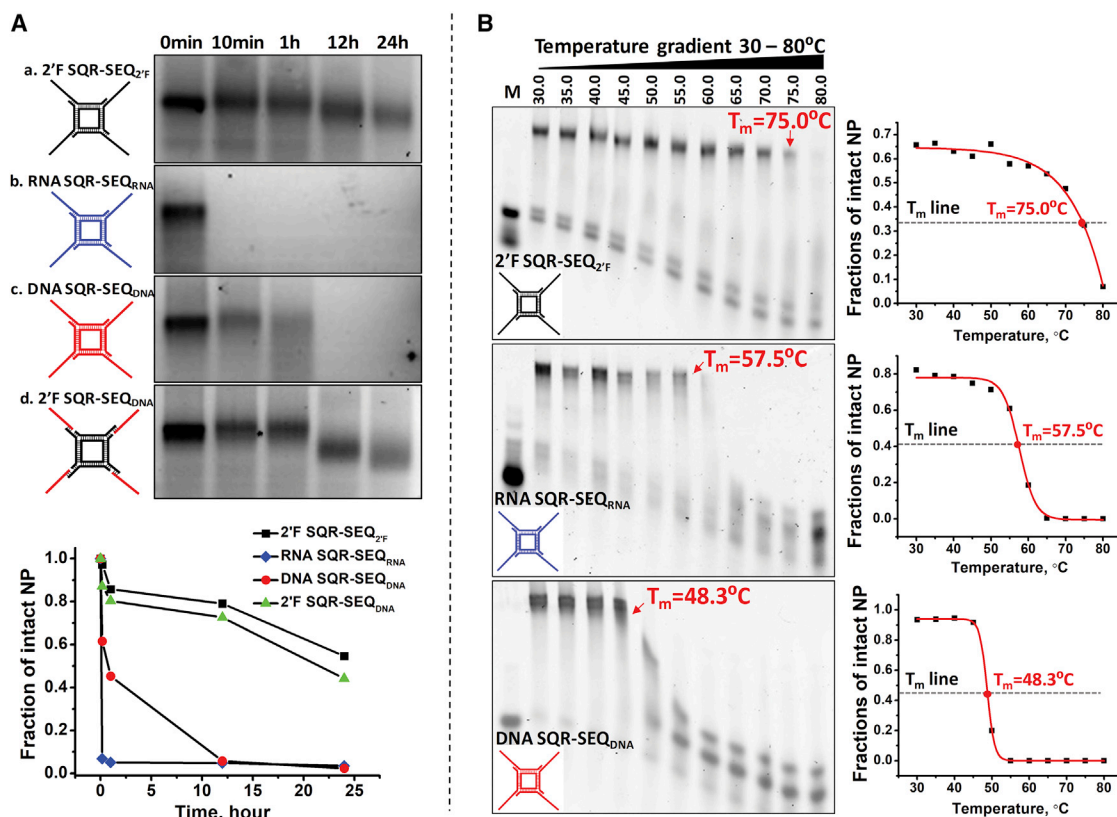 A
0min 10min 1h 12h 24h
a. 2'F SQR-SEQ2'F
b. RNA SQR-SEQRNA
c. DNA SQR-SEQDNA
d. 2'F SQR-SEQDNA
Fraction of intact NP
1.0
0.8
0.6
0.4
0.2
0.0
2'F SQR-SEQ2'F
RNA SQR-SEQRNA
DNA SQR-SEQDNA
2'F SQR-SEQDNA
0 5 10 15 20 25
Time, hour
B
Temperature gradient 30 – 80°C
M 30.0 35.0 40.0 45.0 50.0 55.0 60.0 65.0 70.0 75.0 80.0
Tm=75.0°C
2'F SQR-SEQ2'F
Fractions of intact NP
0.7
0.6
0.5
0.4
0.3
0.2
0.1
0.0
Tm line
Tm=75.0°C
30 40 50 60 70 80
Temperature, °C
Tm=57.5°C
RNA SQR-SEQRNA
Fractions of intact NP
0.8
0.6
0.4
0.2
0.0
Tm line
Tm=57.5°C
30 40 50 60 70 80
Temperature, °C
Tm=48.3°C
DNA SQR-SEQDNA
Fractions of intact NP
1.0
0.8
0.6
0.4
0.2
0.0
Tm line
Tm=48.3°C
30 40 50 60 70 80
Temperature, °C